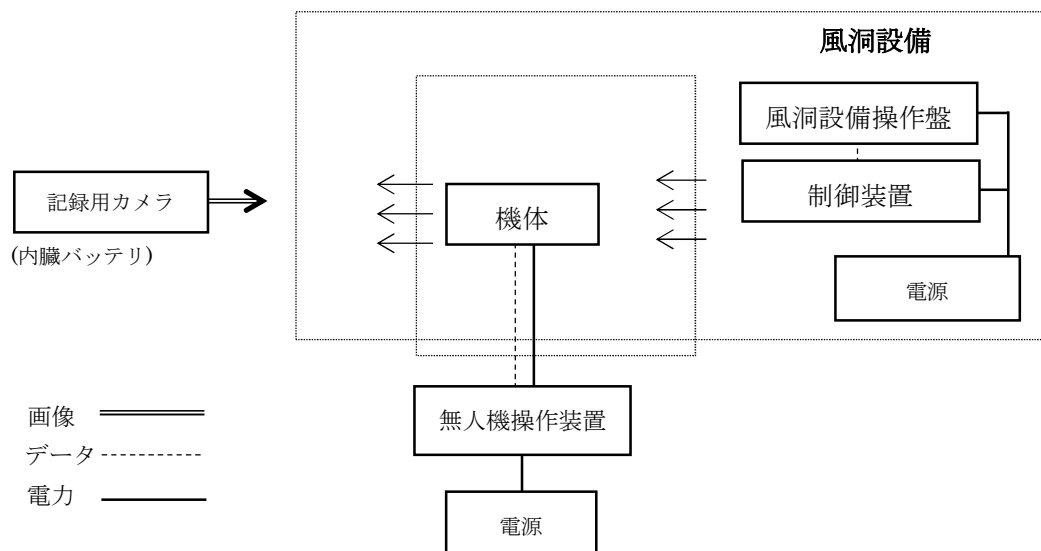 風洞設備
風洞設備操作盤
制御装置
電源
記録用カメラ
(内臓バッテリ)
機体
無人機操作装置
電源
画像
データ
電力